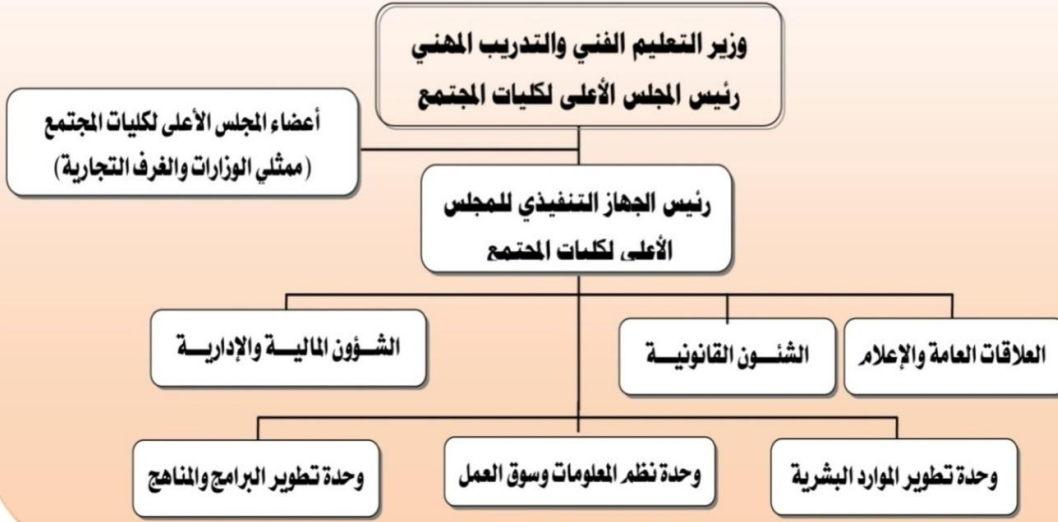 وزير التعليم الفني والتدريب المهني
رئيس المجلس الأعلى لكليات المجتمع
أعضاء المجلس الأعلى لكليات المجتمع
(ممثلي الوزارات والغرف التجارية)
رئيس الجهاز التنفيذي للمجلس
الأعلى لكليات المجتمع
العلاقات العامة والإعلام
الشئـــون القانونيـــة
الشــؤون الماليـــة والإداريـــة
وحدة تطوير الموارد البشرية
وحدة نظم المعلومات وسوق العمل
وحدة تطوير البرامج والمناهج